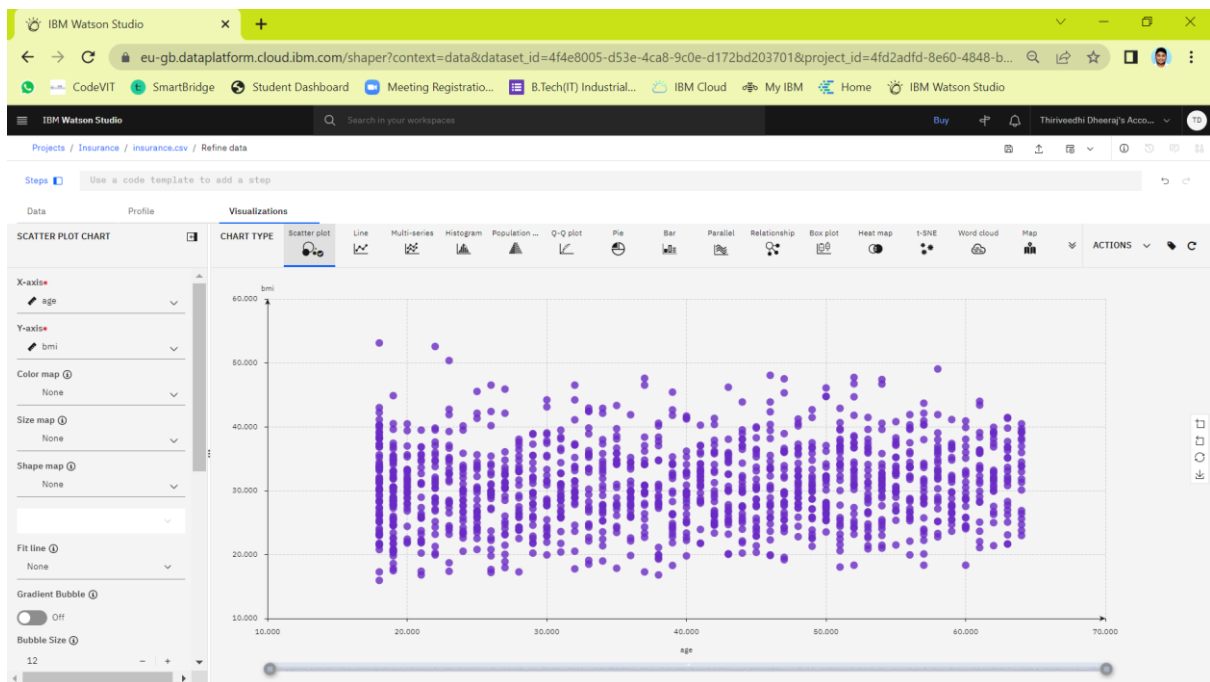 IBM Watson Studio
eu-gb.dataplatform.cloud.ibm.com/shaper?context=data&dataset_id=4f4e8005-d53e-4ca8-9c0e-d172bd203701&project_id=4fd2adfd-8e60-4848-b...
CodeVIT SmartBridge Student Dashboard Meeting Registratio... B.Tech(IT) Industrial... IBM Cloud My IBM Home IBM Watson Studio
IBM Watson Studio Search in your workspaces Buy Thiriveedhi Dheeraj's Acco... TD
Projects / Insurance / insurance.csv / Refine data
Steps Use a code template to add a step
Data Profile Visualizations
SCATTER PLOT CHART CHART TYPE Scatter plot Line Multi-series Histogram Population ... Q-Q plot Pie Bar Parallel Relationship Box plot Heat map t-SNE Word cloud Map ACTIONS
X-axis*
age
Y-axis*
bmi
Color map
None
Size map
None
Shape map
None
Fit line
None
Gradient Bubble
Off
Bubble Size
12 - +
bmi
60.000
50.000
40.000
30.000
20.000
10.000
10.000 20.000 30.000 40.000 50.000 60.000 70.000
age